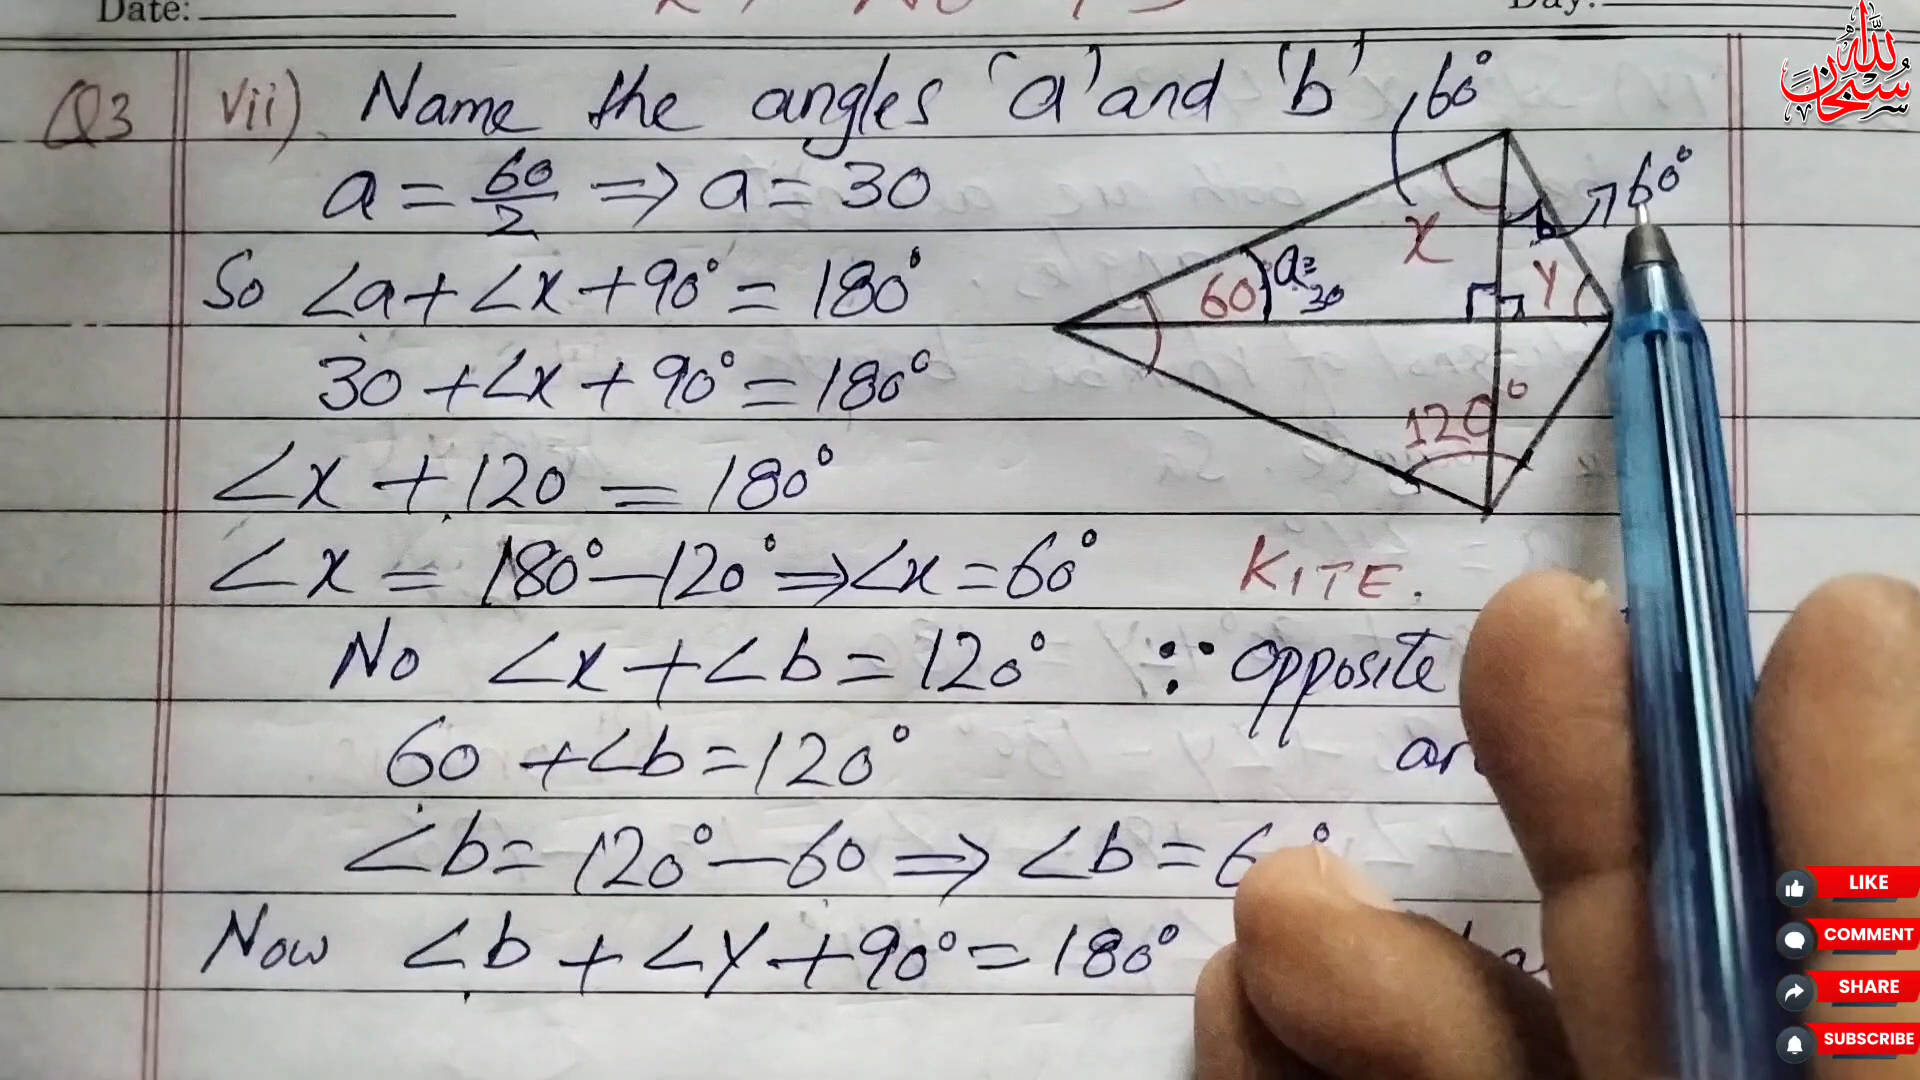 Date:
Day:
Q3 vii). Name the angles 'a' and 'b'
a = 60/2 ⇒ a = 30
So ∠a + ∠x + 90° = 180°
30 + ∠x + 90° = 180°
∠x + 120 = 180°
∠x = 180° − 120° ⇒ ∠x = 60°
No ∠x + ∠b = 120° ∵ opposite
60 + ∠b = 120°
∠b = 120° − 60 ⇒ ∠b = 6 °
Now ∠b + ∠y + 90° = 180°
60°
60°
x
b
60
a = 30
y
120°
KITE.
سُبْحَانَ اللّٰه
LIKE
COMMENT
SHARE
SUBSCRIBE